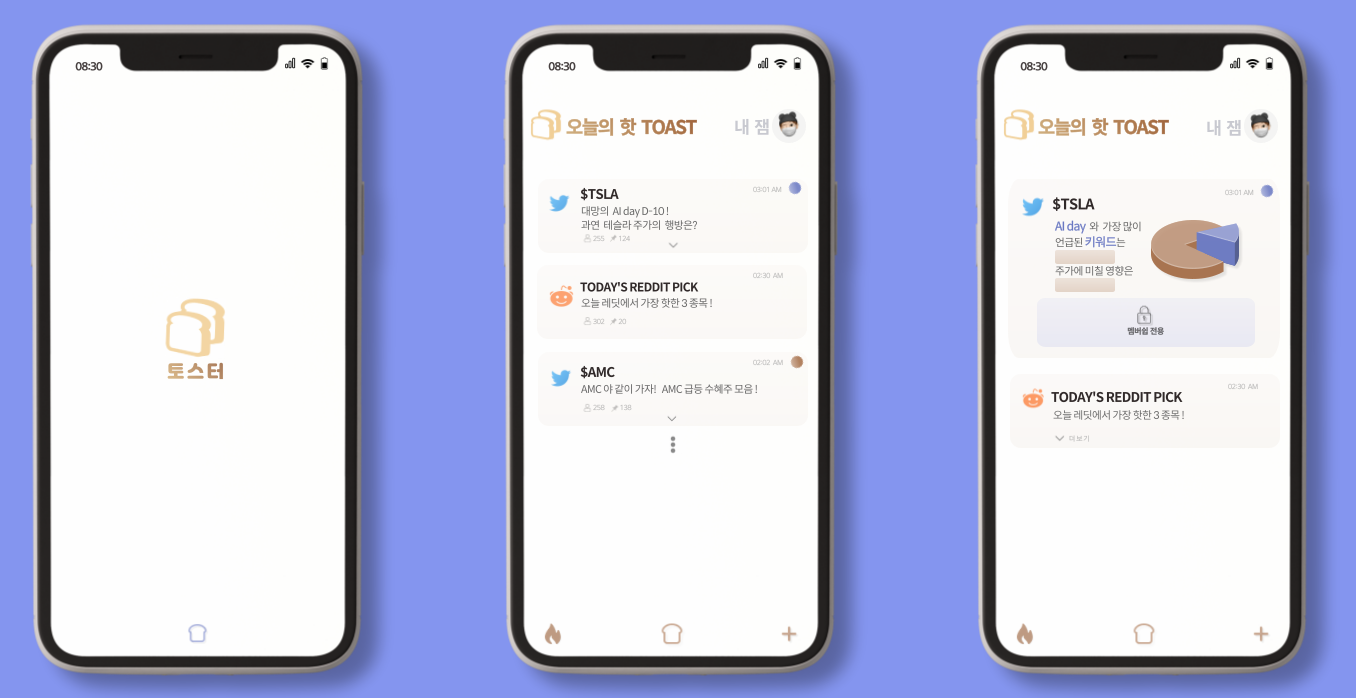 08:30
토스터
08:30
오늘의 핫 TOAST
내 잼
03:01 AM
$TSLA
대망의 AI day D-10 !
과연 테슬라 주가의 행방은?
255 124
02:30 AM
TODAY'S REDDIT PICK
오늘 레딧에서 가장 핫한 3 종목 !
302 20
02:02 AM
$AMC
AMC 야 같이 가자! AMC 급등 수혜주 모음 !
258 138
08:30
오늘의 핫 TOAST
내 잼
03:01 AM
$TSLA
AI day 와 가장 많이
언급된 키워드는
주가에 미칠 영향은
멤버쉽 전용
02:30 AM
TODAY'S REDDIT PICK
오늘 레딧에서 가장 핫한 3 종목 !
더보기